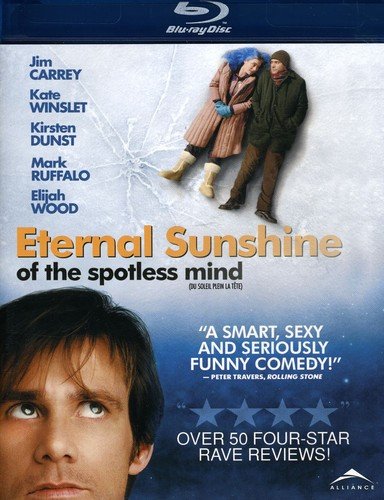 Blu-ray Disc
Jim
CARREY
Kate
WINSLET
Kirsten
DUNST
Mark
RUFFALO
Elijah
WOOD
Eternal Sunshine
of the spotless mind
(DU SOLEIL PLEIN LA TÊTE)
“A SMART, SEXY
AND SERIOUSLY
FUNNY COMEDY!”
— PETER TRAVERS, ROLLING STONE
OVER 50 FOUR-STAR
RAVE REVIEWS!
ALLIANCE